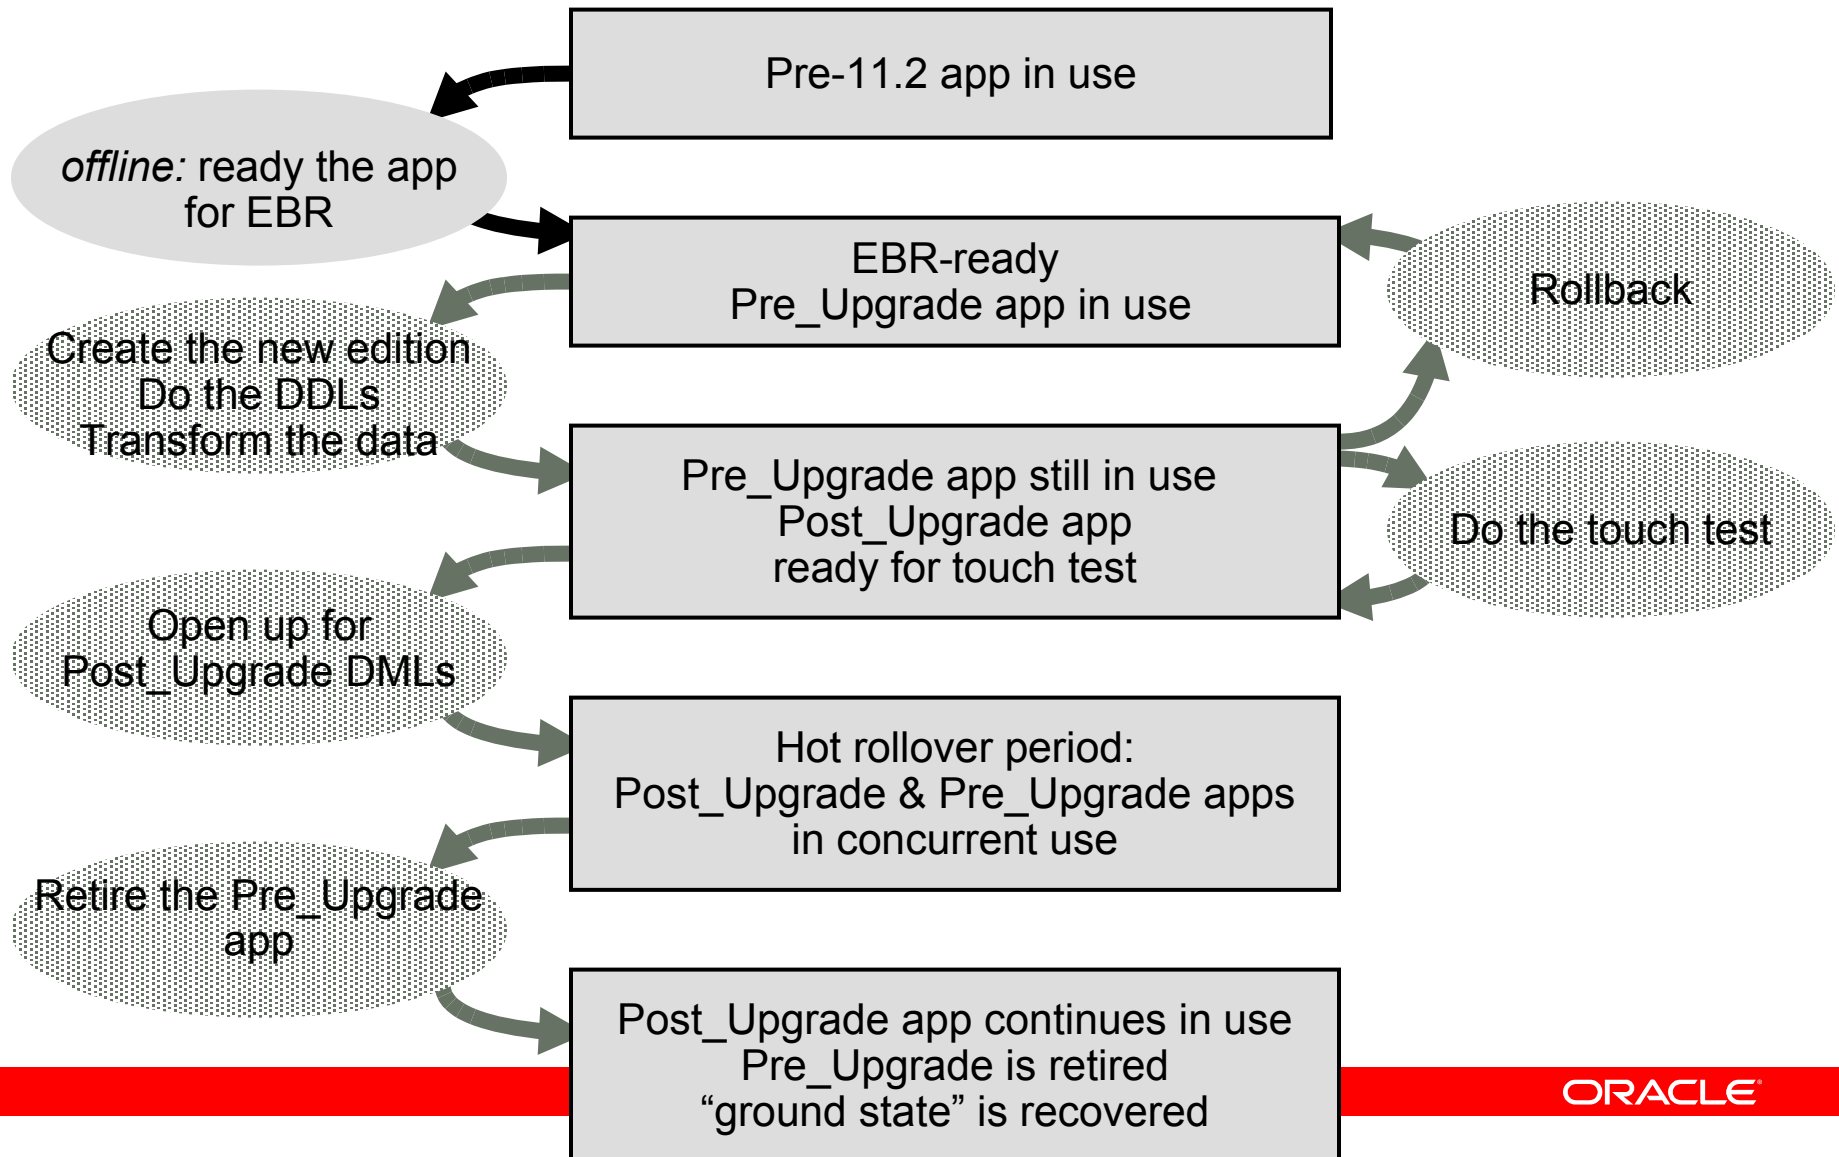 Pre-11.2 app in use
offline: ready the app
for EBR
EBR-ready
Pre_Upgrade app in use
Rollback
Create the new edition
Do the DDLs
Transform the data
Pre_Upgrade app still in use
Post_Upgrade app
ready for touch test
Do the touch test
Open up for
Post_Upgrade DMLs
Hot rollover period:
Post_Upgrade & Pre_Upgrade apps
in concurrent use
Retire the Pre_Upgrade
app
Post_Upgrade app continues in use
Pre_Upgrade is retired
“ground state” is recovered
ORACLE®